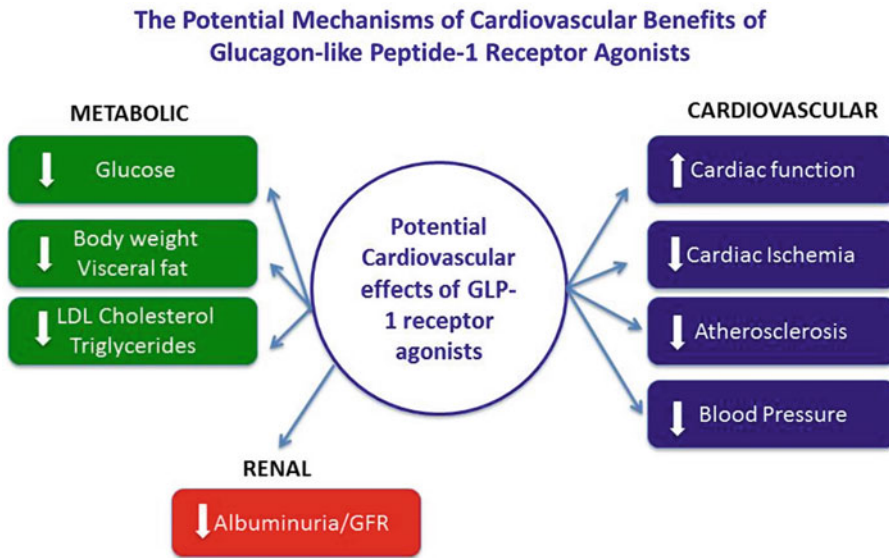 The Potential Mechanisms of Cardiovascular Benefits of
Glucagon-like Peptide-1 Receptor Agonists
METABOLIC
Glucose
Body weight
Visceral fat
LDL Cholesterol
Triglycerides
Potential
Cardiovascular
effects of GLP-
1 receptor
agonists
CARDIOVASCULAR
Cardiac function
Cardiac Ischemia
Atherosclerosis
Blood Pressure
RENAL
Albuminuria/GFR